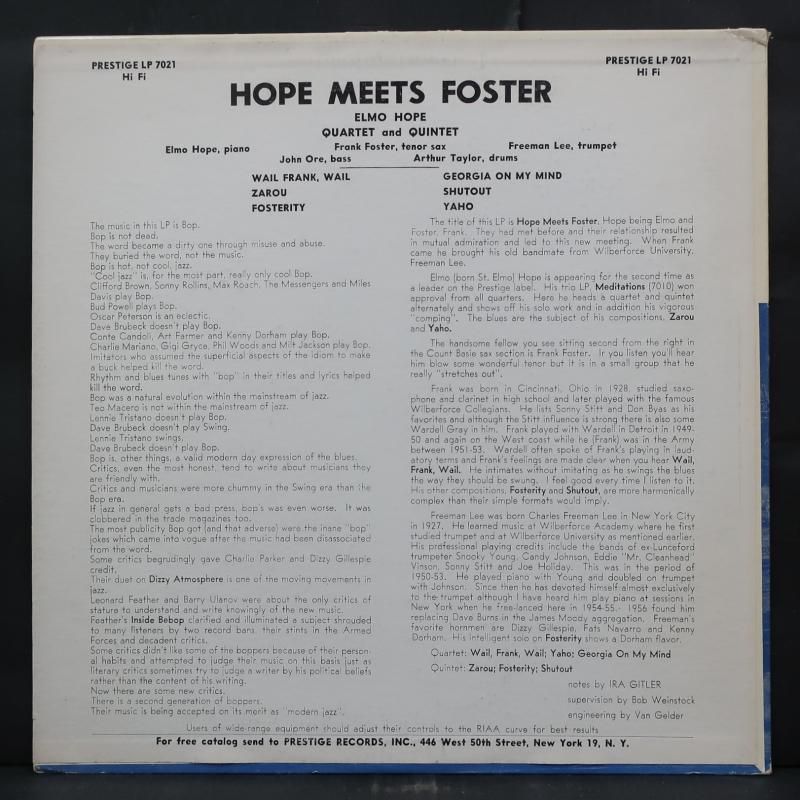 PRESTIGE LP 7021
Hi Fi
PRESTIGE LP 7021
Hi Fi
HOPE MEETS FOSTER
ELMO HOPE
QUARTET and QUINTET
Elmo Hope, piano
Frank Foster, tenor sax
Freeman Lee, trumpet
John Ore, bass
Arthur Taylor, drums
WAIL FRANK, WAIL
ZAROU
FOSTERITY
GEORGIA ON MY MIND
SHUTOUT
YAHO
The music in this LP is Bop.
Bop is not dead.
The word became a dirty one through misuse and abuse.
They buried the word, not the music.
Bop is hot, not cool, jazz.
"Cool jazz" is, for the most part, really only cool Bop.
Clifford Brown, Sonny Rollins, Max Roach, The Messengers and Miles
Davis play Bop.
Bud Powell plays Bop.
Oscar Peterson is an eclectic.
Dave Brubeck doesn't play Bop.
Conte Candoli, Art Farmer and Kenny Dorham play Bop.
Charlie Mariano, Gigi Gryce, Phil Woods and Milt Jackson play Bop.
Imitators who assumed the superficial aspects of the idiom to make
a buck helped kill the word.
Rhythm and blues tunes with "bop" in their titles and lyrics helped
kill the word.
Bop was a natural evolution within the mainstream of jazz.
Teo Macero is not within the mainstream of jazz.
Lennie Tristano doesn't play Bop.
Dave Brubeck doesn't play Swing.
Lennie Tristano swings.
Dave Brubeck doesn't play Bop.
Bop is, other things, a vaiid modern day expression of the blues.
Critics, even the most honest, tend to write about musicians they
are friendly with.
Critics and musicians were more chummy in the Swing era than the
Bop era.
If jazz in general gets a bad press, bop's was even worse. It was
clobbered in the trade magazines too.
The most publicity Bop got (and that adverse) were the inane "bop"
jokes which came into vogue after the music had been disassociated
from the word.
Some critics begrudingly gave Charlie Parker and Dizzy Gillespie
credit.
Their duet on Dizzy Atmosphere is one of the moving movements in
jazz.
Leonard Feather and Barry Ulanov were about the only critics of
stature to understand and write knowingly of the new music.
Feather's Inside Bebop clarified and illuminated a subject shrouded
to many listeners by two record bans, their stints in the Armed
Forces and decadent critics.
Some critics didn't like some of the boppers because of their person-
al habits and attempted to judge their music on this basis just as
literary critics sometimes try to judge a writer by his political beliefs
rather than the content of his writing.
Now there are some new critics.
There is a second generation of boppers.
Their music is being accepted on its merit as "modern jazz".
The title of this LP is Hope Meets Foster, Hope being Elmo and
Foster, Frank. They had met before and their relationship resulted
in mutual admiration and led to this new meeting. When Frank
came he brought his old bandmate from Wilberforce University,
Freeman Lee.
Elmo (born St. Elmo) Hope is appearing for the second time as
a leader on the Prestige label. His trio LP, Meditations (7010) won
approval from all quarters. Here he heads a quartet and quintet
alternately and shows off his solo work and in addition his vigorous
"comping". The blues are the subject of his compositions, Zarou
and Yaho.
The handsome fellow you see sitting second from the right in
the Count Basie sax section is Frank Foster. If you listen you'll hear
him blow some wonderful tenor but it is in a small group that he
really "stretches out".
Frank was born in Cincinnati, Ohio in 1928, studied saxo-
phone and clarinet in high school and later played with the famous
Wilberforce Collegians. He lists Sonny Stitt and Don Byas as his
favorites and although the Stitt influence is strong there is also some
Wardell Gray in him. Frank played with Wardell in Detroit in 1949-
50 and again on the West coast while he (Frank) was in the Army
between 1951-53. Wardell often spoke of Frank's playing in laud-
atory terms and Frank's feelings are made clear when you hear Wail,
Frank, Wail. He intimates without imitating as he swings the blues
the way they should be swung. I feel good every time I listen to it.
His other compositions, Fosterity and Shutout, are more harmonically
complex than their simple formats would imply.
Freeman Lee was born Charles Freeman Lee in New York City
in 1927. He learned music at Wilberforce Academy where he first
studied trumpet and at Wilberforce University as mentioned earlier.
His professional playing credits include the bands of ex-Lunceford
trumpeter Snooky Young, Candy Johnson, Eddie "Mr. Cleanhead"
Vinson, Sonny Stitt and Joe Holiday. This was in the period of
1950-53. He played piano with Young and doubled on trumpet
with Johnson. Since then he has devoted himself almost exclusively
to the trumpet although I have heard him play piano at sessions in
New York when he free-lanced here in 1954-55. 1956 found him
replacing Dave Burns in the James Moody aggregation. Freeman's
favorite hornmen are Dizzy Gillespie, Fats Navarro and Kenny
Dorham. His intelligent solo on Fosterity shows a Dorham flavor.
Quartet: Wail, Frank, Wail; Yaho; Georgia On My Mind
Quintet: Zarou; Fosterity; Shutout
notes by IRA GITLER
supervision by Bob Weinstock
engineering by Van Gelder
Users of wide-range equipment should adjust their controls to the RIAA curve for best results
For free catalog send to PRESTIGE RECORDS, INC., 446 West 50th Street, New York 19, N. Y.